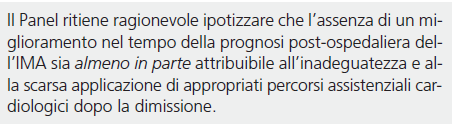 Il Panel ritiene ragionevole ipotizzare che l'assenza di un mi-
glioramento nel tempo della prognosi post-ospedaliera del-
l'IMA sia almeno in parte attribuibile all'inadeguatezza e al-
la scarsa applicazione di appropriati percorsi assistenziali car-
diologici dopo la dimissione.